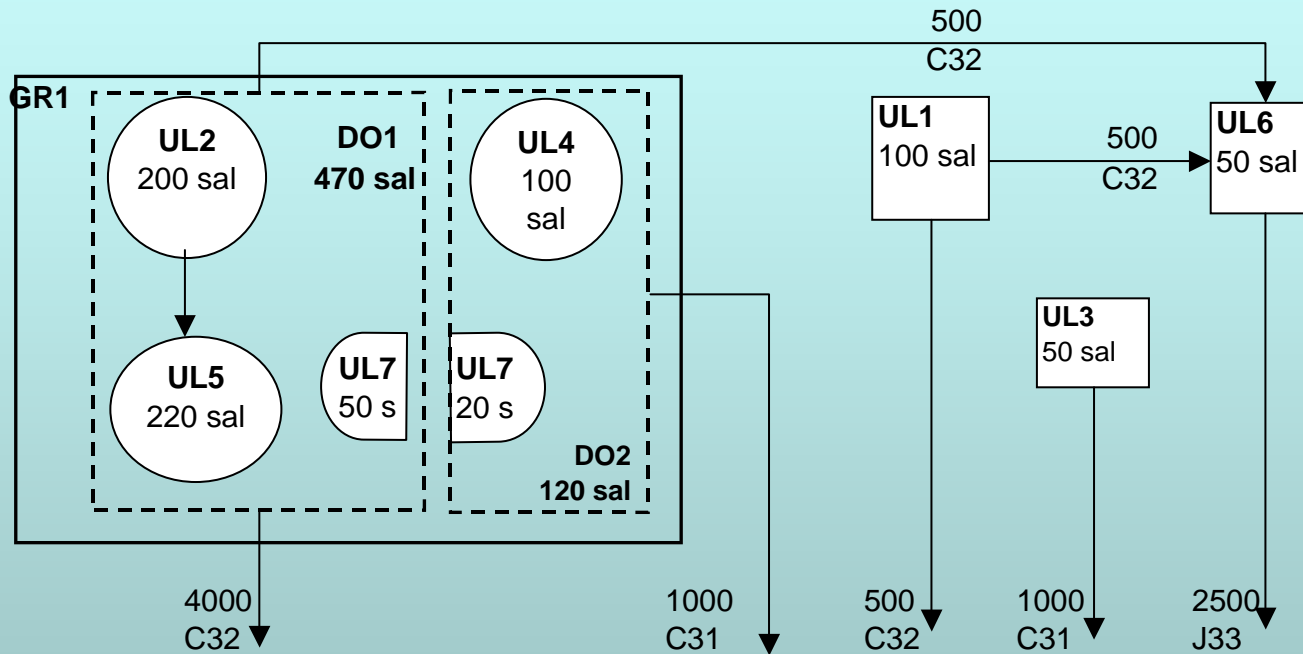 500
C32
GR1
UL2
200 sal
DO1
470 sal
UL4
100
sal
UL1
100 sal
500
C32
UL6
50 sal
UL5
220 sal
UL7
50 s
UL7
20 s
DO2
120 sal
UL3
50 sal
4000
C32
1000
C31
500
C32
1000
C31
2500
J33